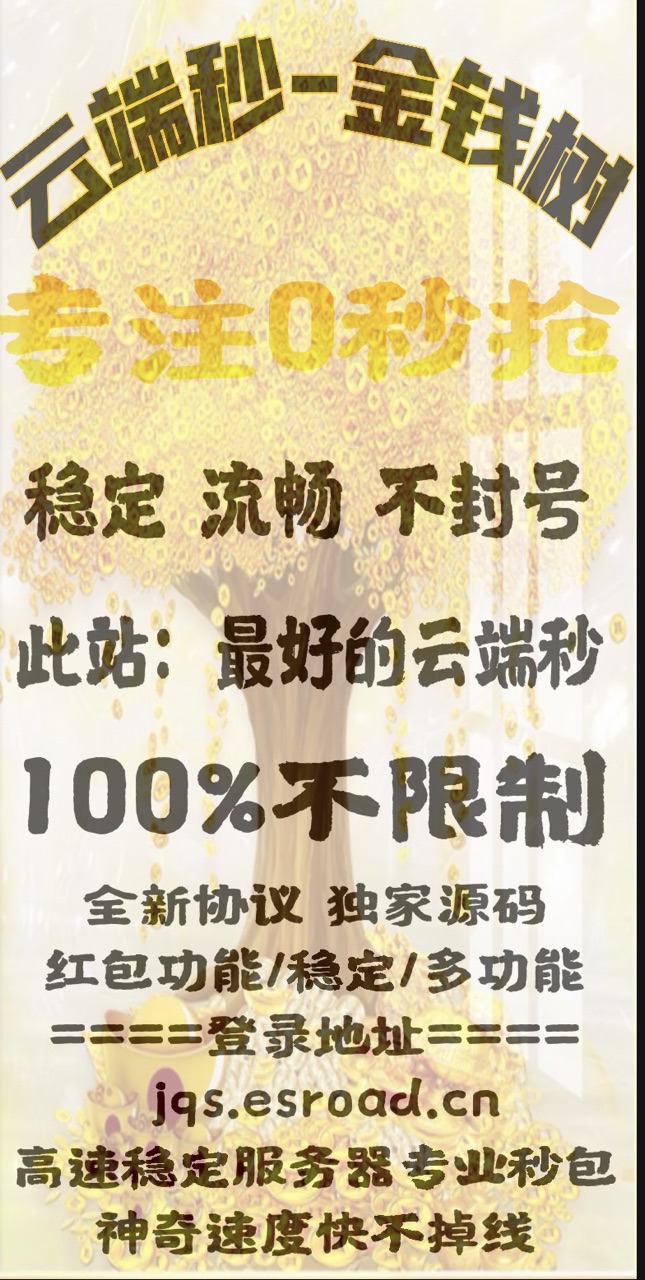 云端秒-金钱树
专注0秒抢
稳定 流畅 不封号
此站：最好的云端秒
100%不限制
全新协议 独家源码
红包功能/稳定/多功能
====登录地址====
jqs.esroad.cn
高速稳定服务器专业秒包
神奇速度快不掉线